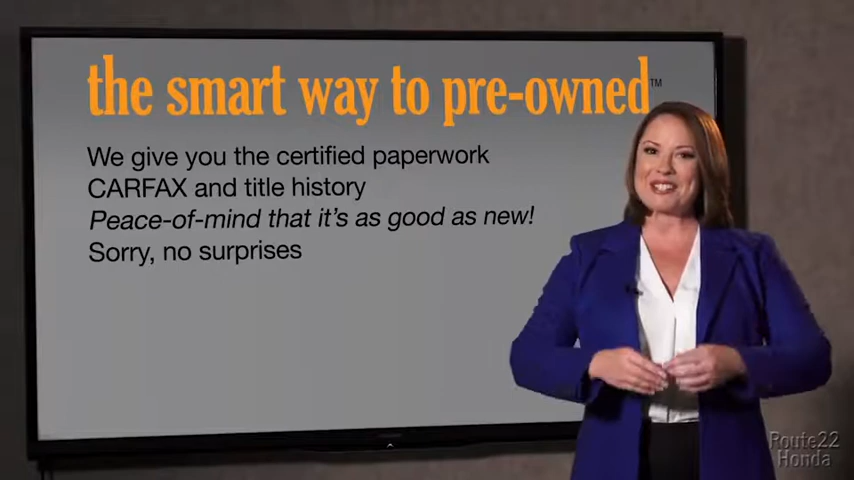 the smart way to pre-owned™
We give you the certified paperwork
CARFAX and title history
Peace-of-mind that it's as good as new!
Sorry, no surprises
Route22
Honda